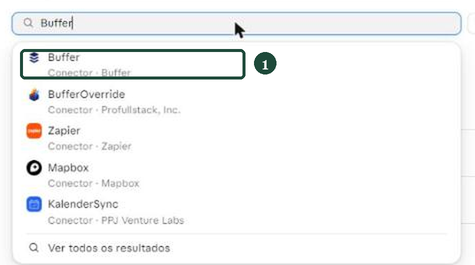 Buffer
Buffer
Conector · Buffer
1
BufferOverride
Conector · Profullstack, Inc.
Zapier
Conector · Zapier
Mapbox
Conector · Mapbox
KalenderSync
Conector · PPJ Venture Labs
Ver todos os resultados